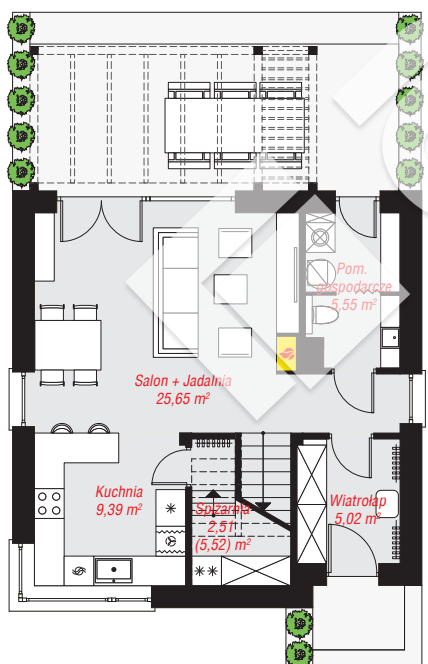 Pom.
gospodarcze
5,55 m²
Salon + Jadalnia
25,65 m²
Kuchnia
9,39 m²
Spiżarnia
2,51
(5,52) m²
Wiatrołap
5,02 m²